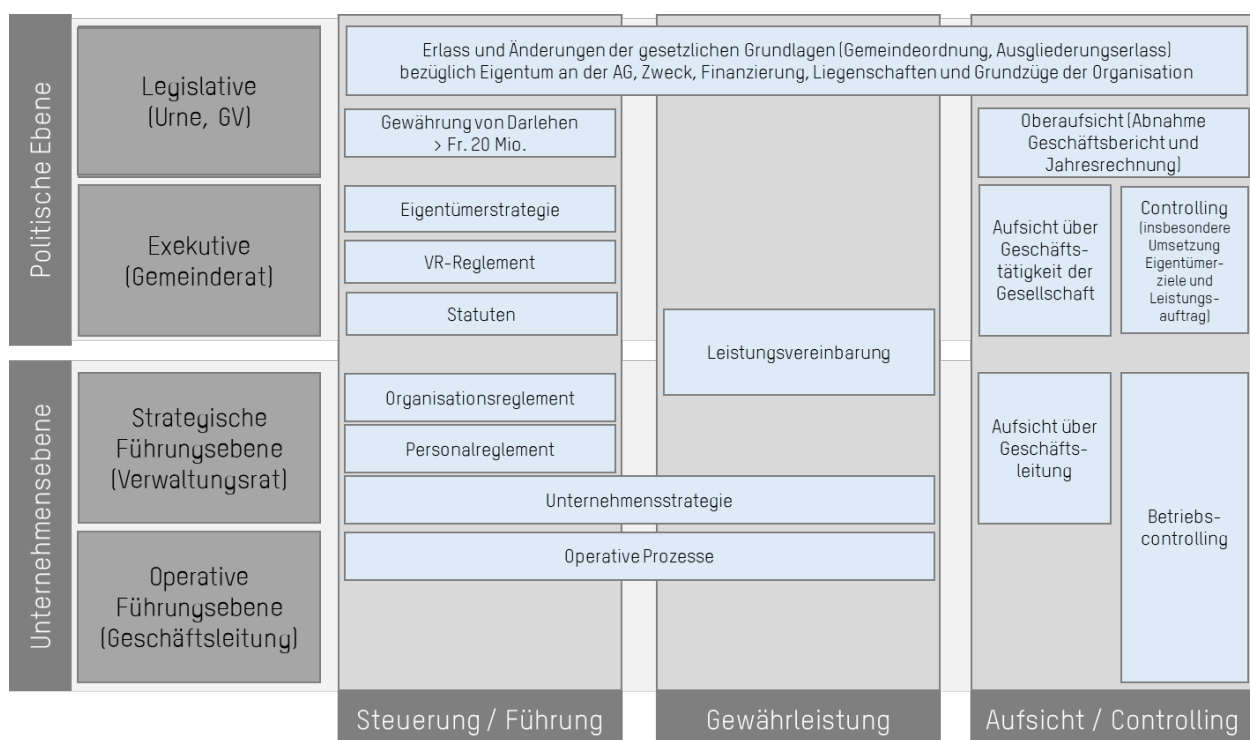 Politische Ebene
Legislative
(Urne, GV)
Erlass und Änderungen der gesetzlichen Grundlagen (Gemeindeordnung, Ausgliederungserlass)
bezüglich Eigentum an der AG, Zweck, Finanzierung, Liegenschaften und Grundzüge der Organisation
Gewährung von Darlehen
> Fr. 20 Mio.
Oberaufsicht (Abnahme
Geschäftsbericht und
Jahresrechnung)
Exekutive
(Gemeinderat)
Eigentümerstrategie
VR-Reglement
Statuten
Leistungsvereinbarung
Aufsicht über
Geschäfts-
tätigkeit der
Gesellschaft
Controlling
(insbesondere
Umsetzung
Eigentümer-
ziele und
Leistungs-
auftrag)
Unternehmensebene
Strategische
Führungsebene
(Verwaltungsrat)
Organisationsreglement
Personalreglement
Unternehmensstrategie
Aufsicht über
Geschäfts-
leitung
Betriebs-
controlling
Operative
Führungsebene
(Geschäftsleitung)
Operative Prozesse
Steuerung / Führung
Gewährleistung
Aufsicht / Controlling